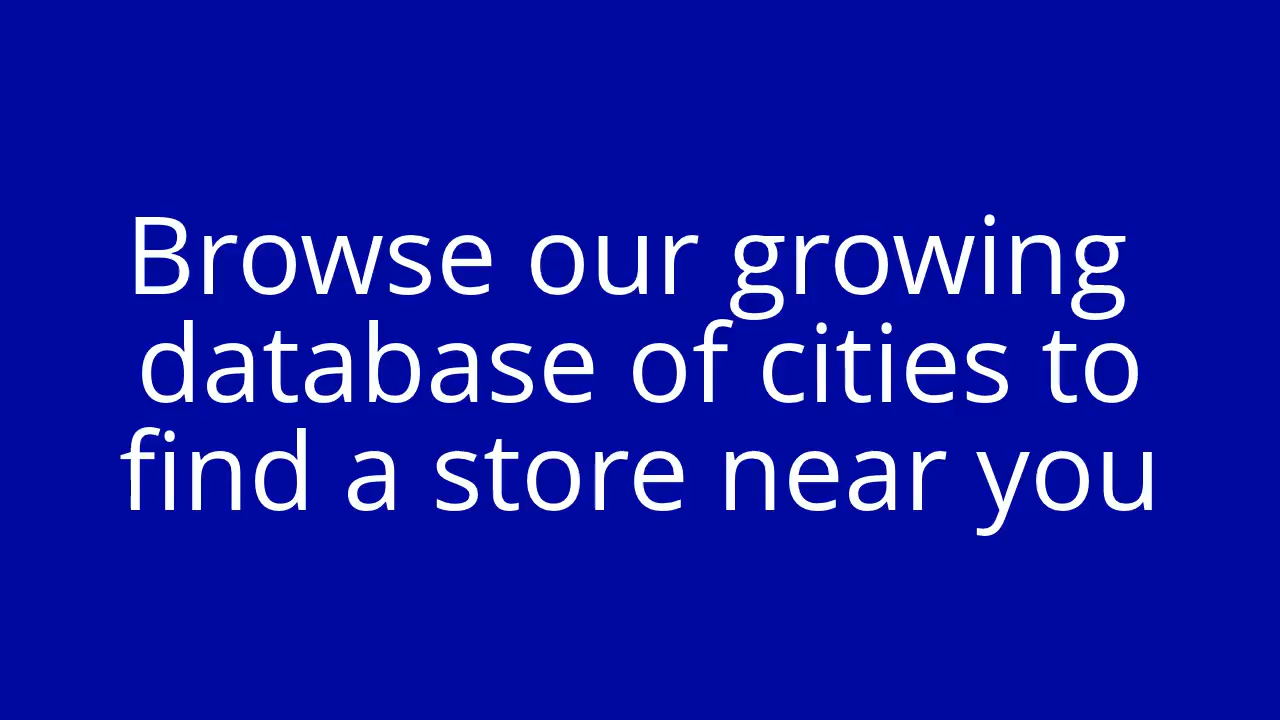 Browse our growing
database of cities to
find a store near you